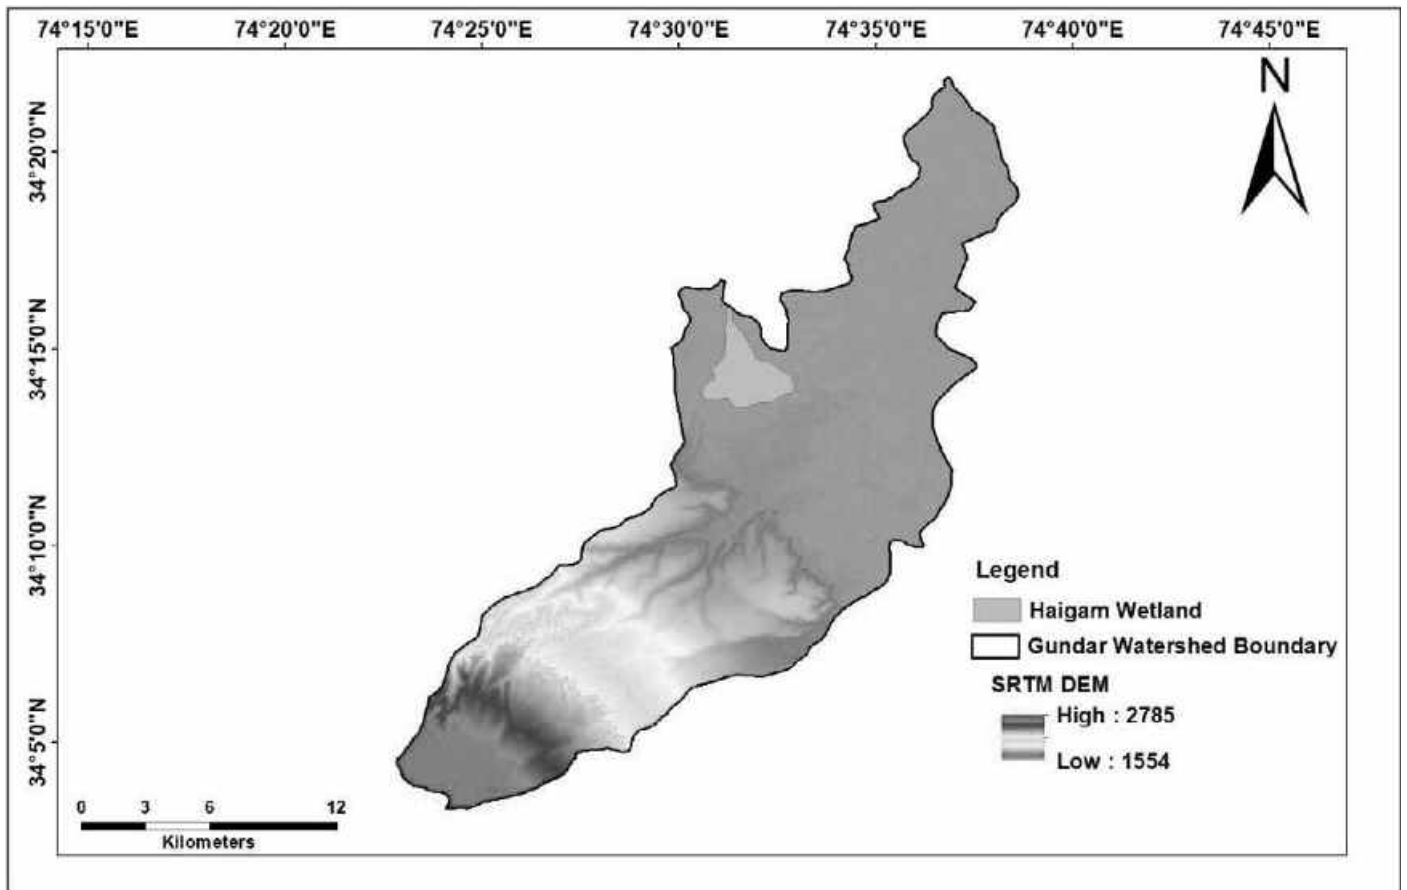 74°15'0"E 74°20'0"E 74°25'0"E 74°30'0"E 74°35'0"E 74°40'0"E 74°45'0"E
N
34°20'0"N
34°15'0"N
34°10'0"N
34°5'0"N
Legend
Haigam Wetland
Gundar Watershed Boundary
SRTM DEM
High : 2785
Low : 1554
0 3 6 12
Kilometers